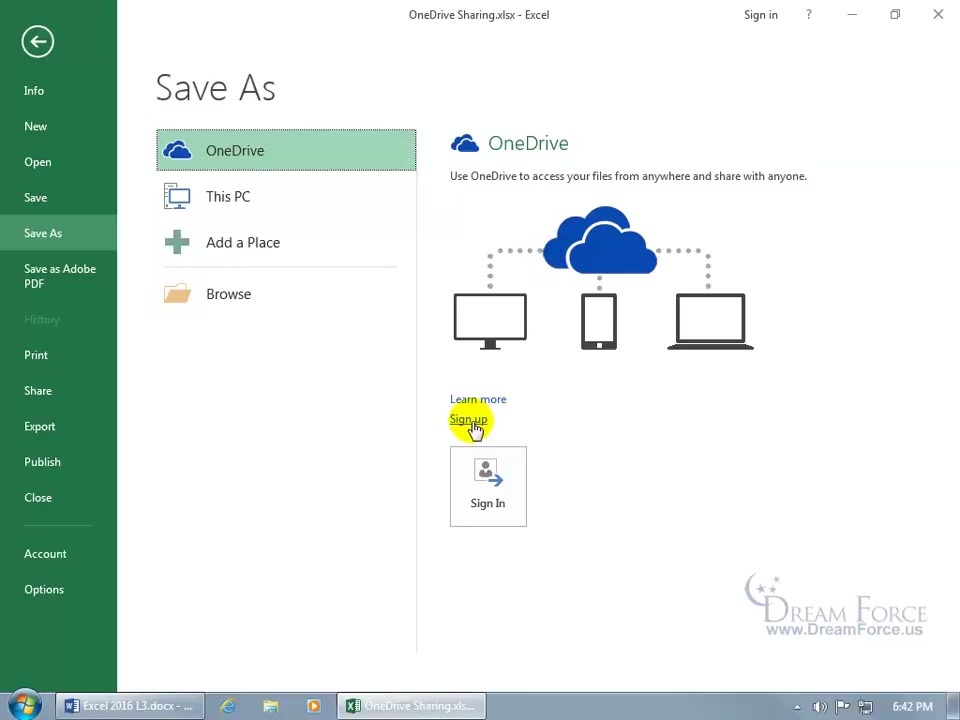 OneDrive Sharing.xlsx - Excel
Sign in
?
Info
New
Open
Save
Save As
Save as Adobe
PDF
History
Print
Share
Export
Publish
Close
Account
Options
Save As
OneDrive
This PC
Add a Place
Browse
OneDrive
Use OneDrive to access your files from anywhere and share with anyone.
Learn more
Sign up
Sign In
DREAM FORCE
www.DreamForce.us
Excel 2016 L3.docx - ...
OneDrive Sharing.xls...
6:42 PM